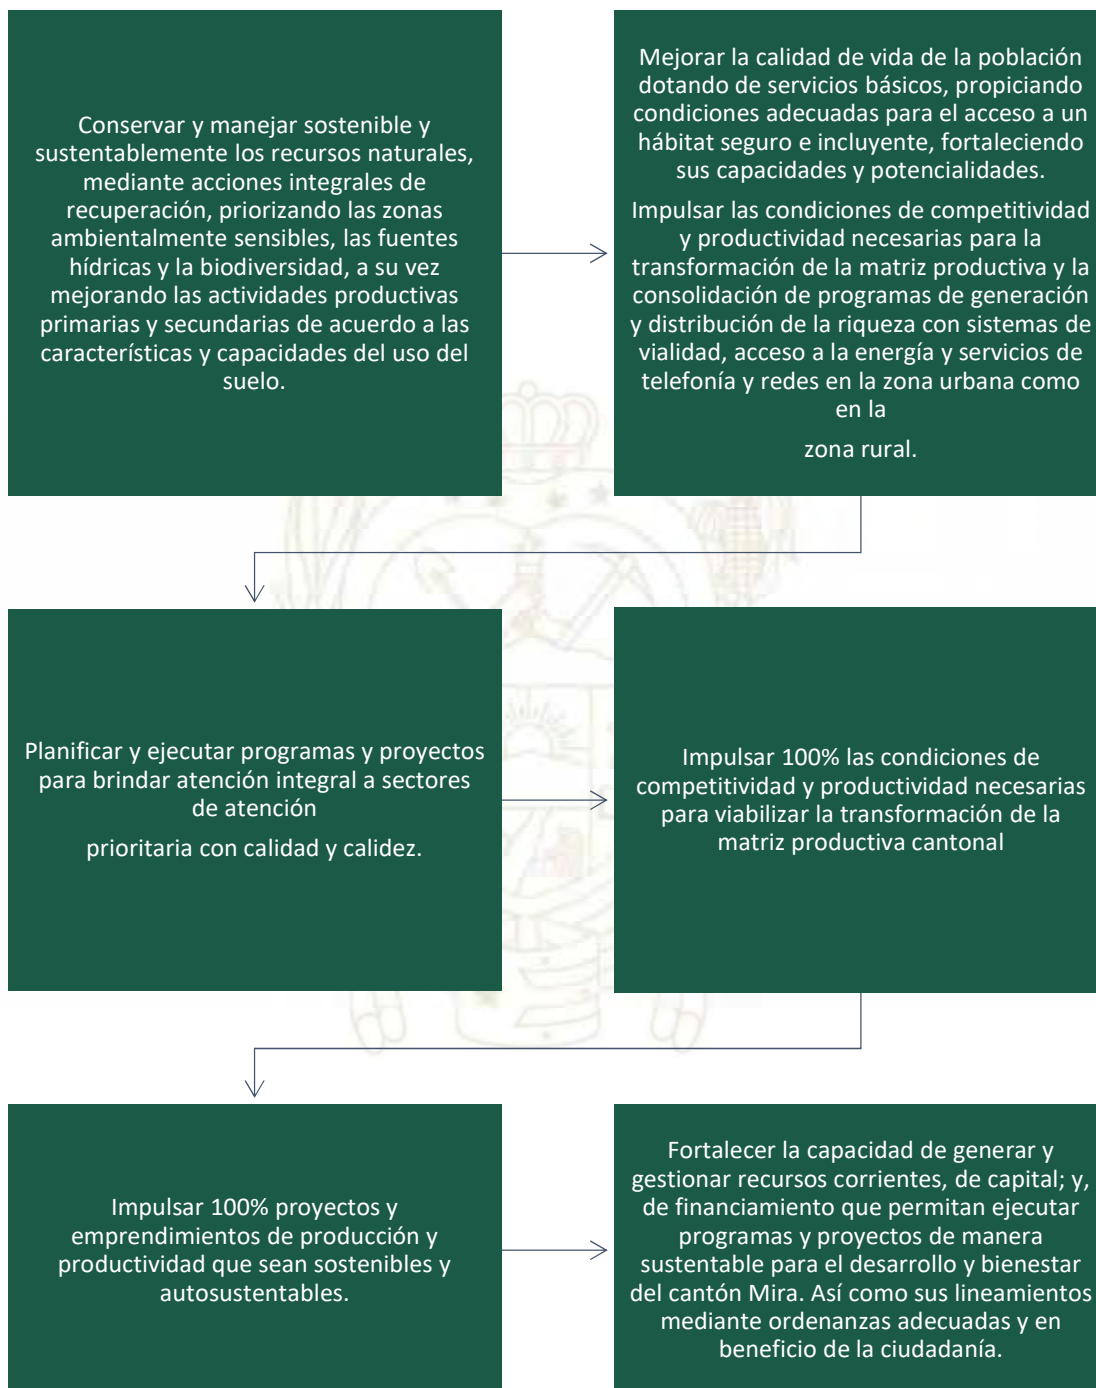 Conservar y manejar sostenible y
sustentablemente los recursos naturales,
mediante acciones integrales de
recuperación, priorizando las zonas
ambientalmente sensibles, las fuentes
hídricas y la biodiversidad, a su vez
mejorando las actividades productivas
primarias y secundarias de acuerdo a las
características y capacidades del uso del
suelo.
Mejorar la calidad de vida de la población
dotando de servicios básicos, propiciando
condiciones adecuadas para el acceso a un
hábitat seguro e incluyente, fortaleciendo
sus capacidades y potencialidades.
Impulsar las condiciones de competitividad
y productividad necesarias para la
transformación de la matriz productiva y la
consolidación de programas de generación
y distribución de la riqueza con sistemas de
vialidad, acceso a la energía y servicios de
telefonía y redes en la zona urbana como
en la
zona rural.
Planificar y ejecutar programas y proyectos
para brindar atención integral a sectores
de atención
prioritaria con calidad y calidez.
Impulsar 100% las condiciones de
competitividad y productividad necesarias
para viabilizar la transformación de la
matriz productiva cantonal
Impulsar 100% proyectos y
emprendimientos de producción y
productividad que sean sostenibles y
autosustentables.
Fortalecer la capacidad de generar y
gestionar recursos corrientes, de capital; y,
de financiamiento que permitan ejecutar
programas y proyectos de manera
sustentable para el desarrollo y bienestar
del cantón Mira. Así como sus lineamientos
mediante ordenanzas adecuadas y en
beneficio de la ciudadanía.